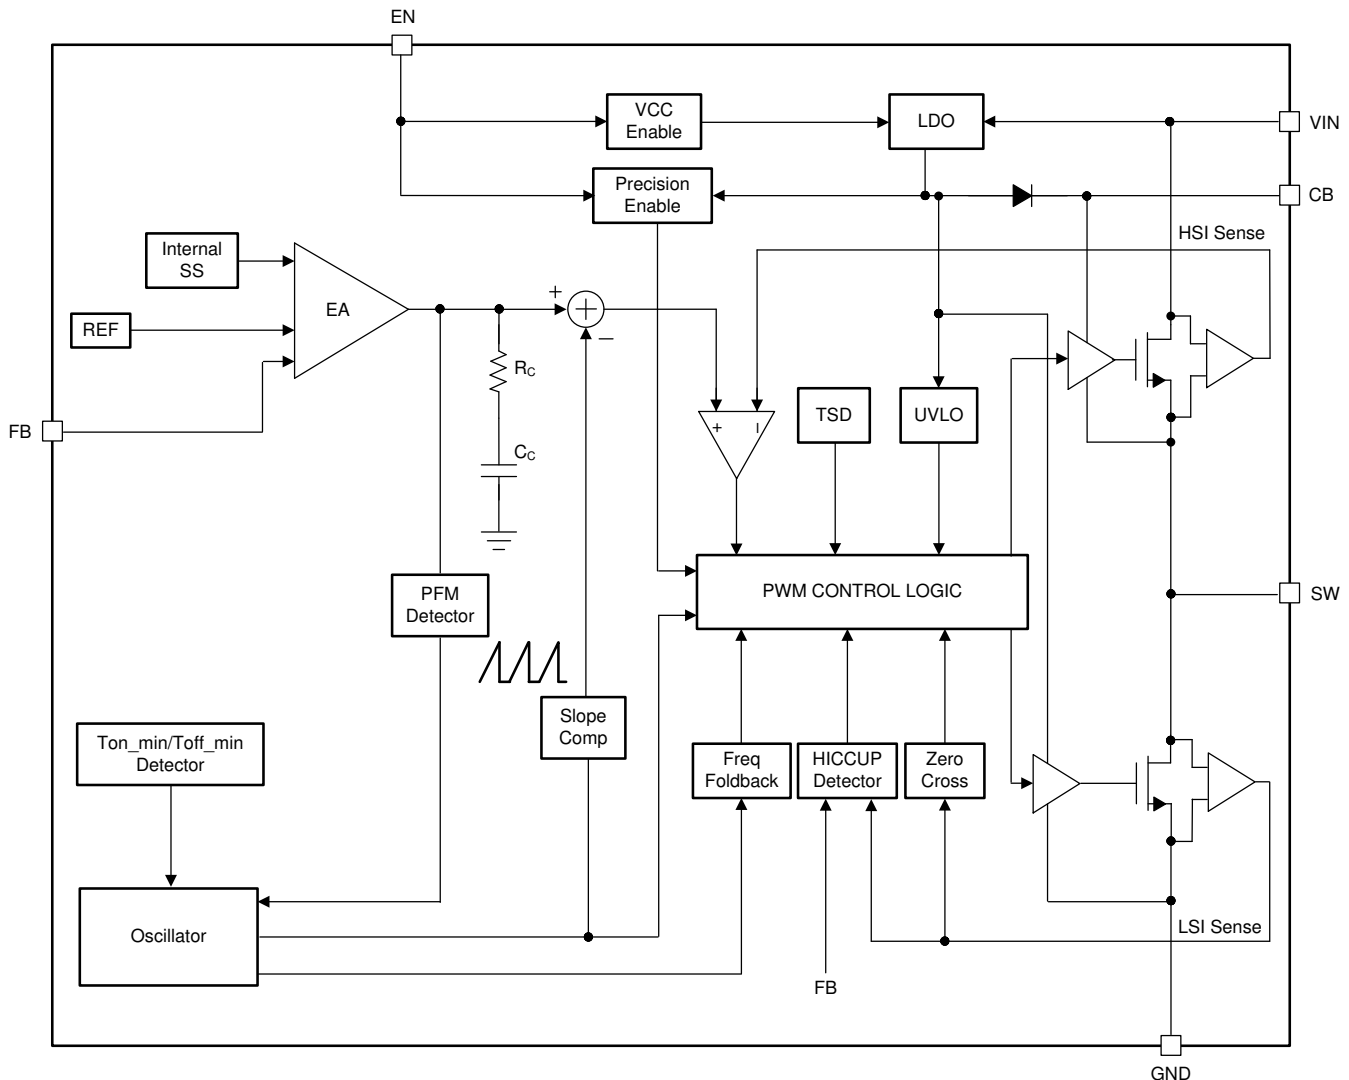 EN
VCC
Enable
LDO
VIN
Precision
Enable
CB
HSI Sense
Internal
SS
EA
+
+
−
REF
RC
FB
CC
+
−
TSD
UVLO
PWM CONTROL LOGIC
SW
PFM
Detector
Slope
Comp
Ton_min/Toff_min
Detector
Freq
Foldback
HICCUP
Detector
Zero
Cross
Oscillator
LSI Sense
FB
GND